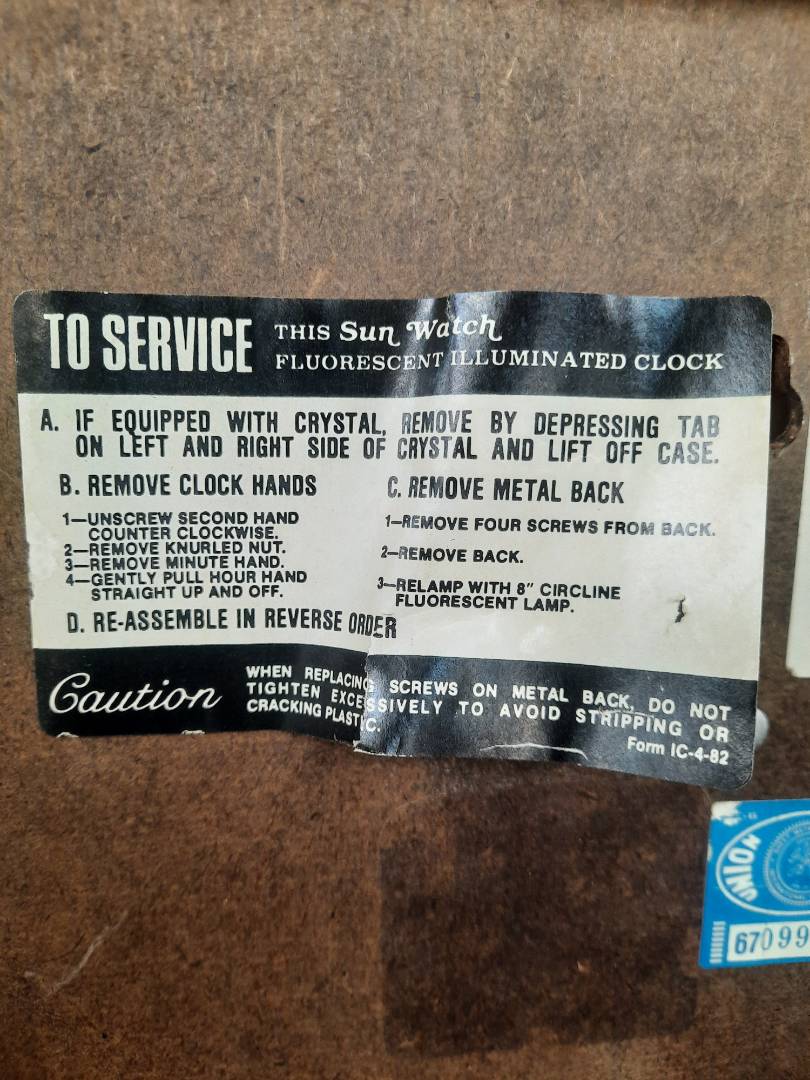 TO SERVICE THIS Sun Watch
FLUORESCENT ILLUMINATED CLOCK
A. IF EQUIPPED WITH CRYSTAL, REMOVE BY DEPRESSING TAB
ON LEFT AND RIGHT SIDE OF CRYSTAL AND LIFT OFF CASE.
B. REMOVE CLOCK HANDS
1—UNSCREW SECOND HAND
COUNTER CLOCKWISE.
2—REMOVE KNURLED NUT.
3—REMOVE MINUTE HAND.
4—GENTLY PULL HOUR HAND
STRAIGHT UP AND OFF.
C. REMOVE METAL BACK
1—REMOVE FOUR SCREWS FROM BACK.
2—REMOVE BACK.
3—RELAMP WITH 8" CIRCLINE
FLUORESCENT LAMP.
D. RE-ASSEMBLE IN REVERSE ORDER
Caution
WHEN REPLACING SCREWS ON METAL BACK, DO NOT
TIGHTEN EXCESSIVELY TO AVOID STRIPPING OR
CRACKING PLASTIC.
Form IC-4-82
UNION
67099